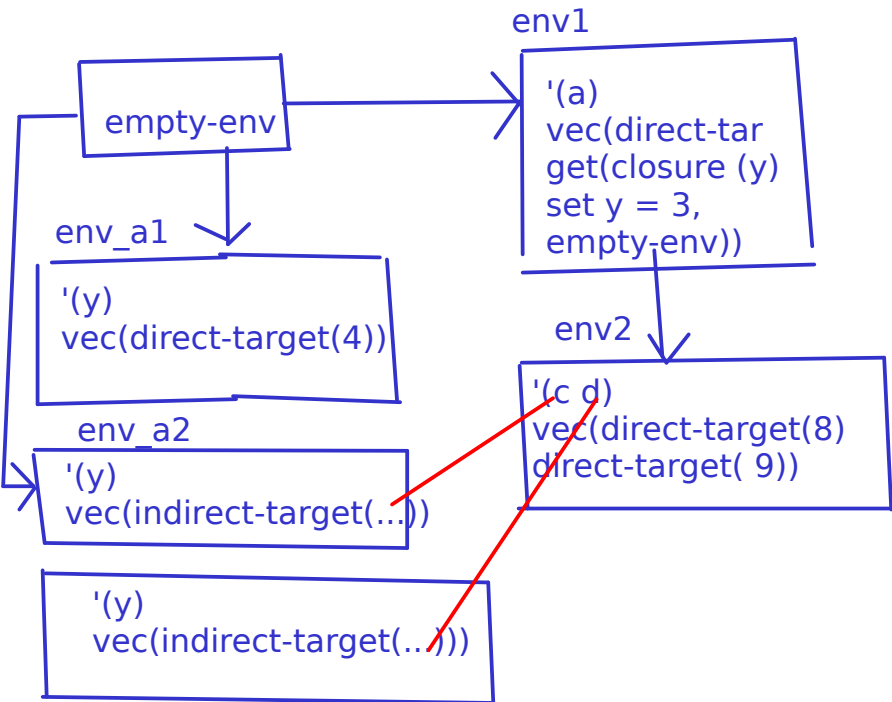 env1
empty-env
'(a)
vec(direct-tar
get(closure (y)
set y = 3,
empty-env))
env_a1
'(y)
vec(direct-target(4))
env2
'(c d)
vec(direct-target(8)
direct-target( 9))
env_a2
'(y)
vec(indirect-target(...))
'(y)
vec(indirect-target(...)))